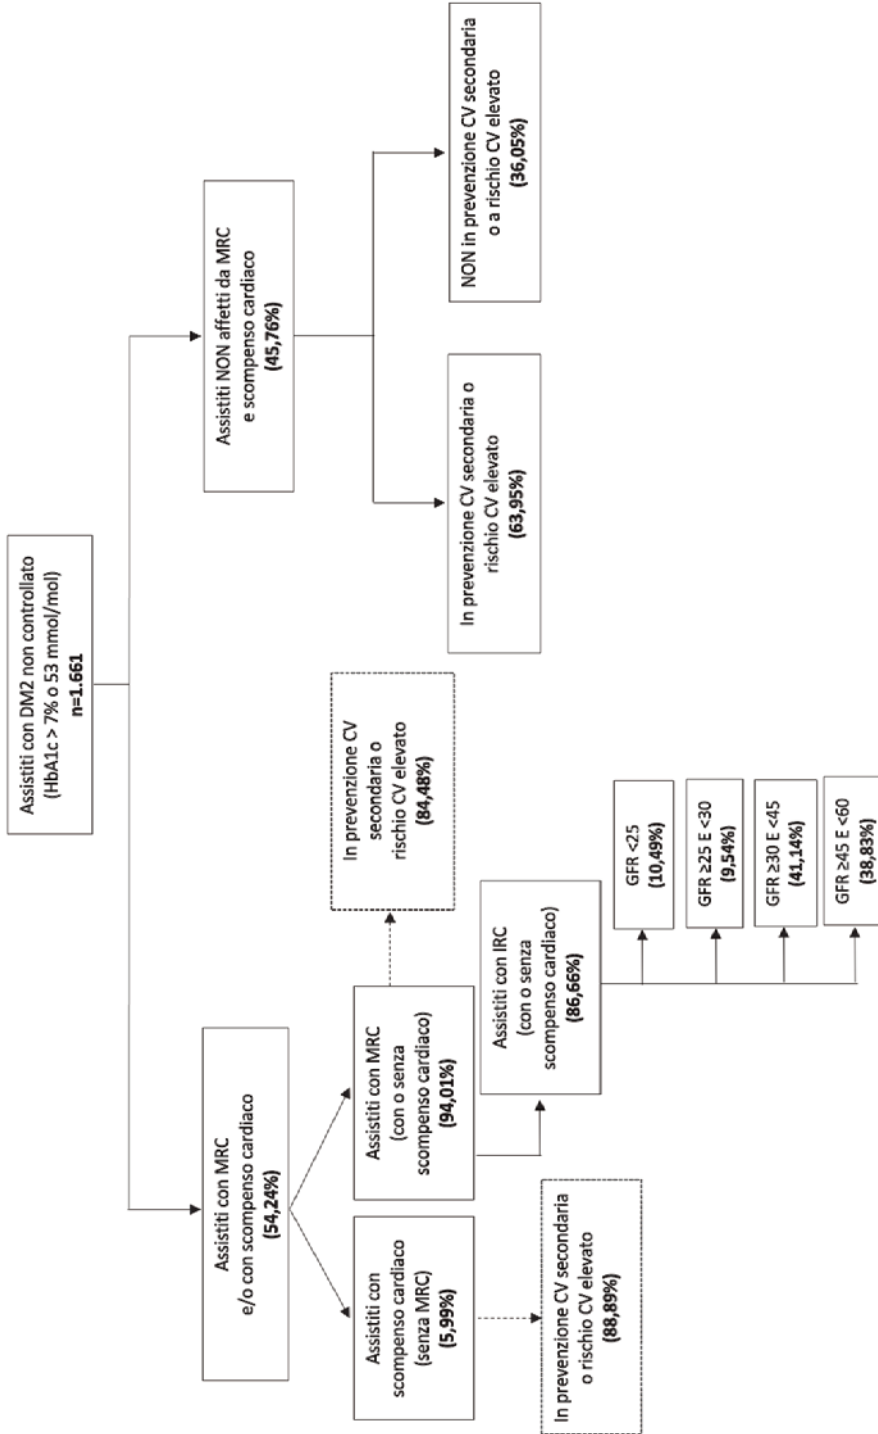 Assistiti con DM2 non controllato
(HbA1c > 7% o 53 mmol/mol)
n=1.661
Assistiti con MRC
e/o con scompenso cardiaco
(54,24%)
Assistiti NON affetti da MRC
e scompenso cardiaco
(45,76%)
Assistiti con
scompenso cardiaco
(senza MRC)
(5,99%)
Assistiti con MRC
(con o senza
scompenso cardiaco)
(94,01%)
In prevenzione CV
secondaria o
rischio CV elevato
(84,48%)
In prevenzione CV secondaria o
rischio CV elevato
(63,95%)
NON in prevenzione CV secondaria
o a rischio CV elevato
(36,05%)
In prevenzione CV secondaria
o rischio CV elevato
(88,89%)
Assistiti con IRC
(con o senza
scompenso cardiaco)
(86,66%)
GFR <25
(10,49%)
GFR ≥25 E <30
(9,54%)
GFR ≥30 E <45
(41,14%)
GFR ≥45 E <60
(38,83%)